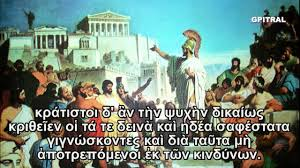 GPITRAL
κράτιστοι δ' ἂν τὴν ψυχὴν δικαίως
κριθεῖεν οἱ τά τε δεινὰ καὶ ἡδέα σαφέστατα
γιγνώσκοντες καὶ διὰ ταῦτα μὴ
ἀποτρεπόμενοι ἐκ τῶν κινδύνων.